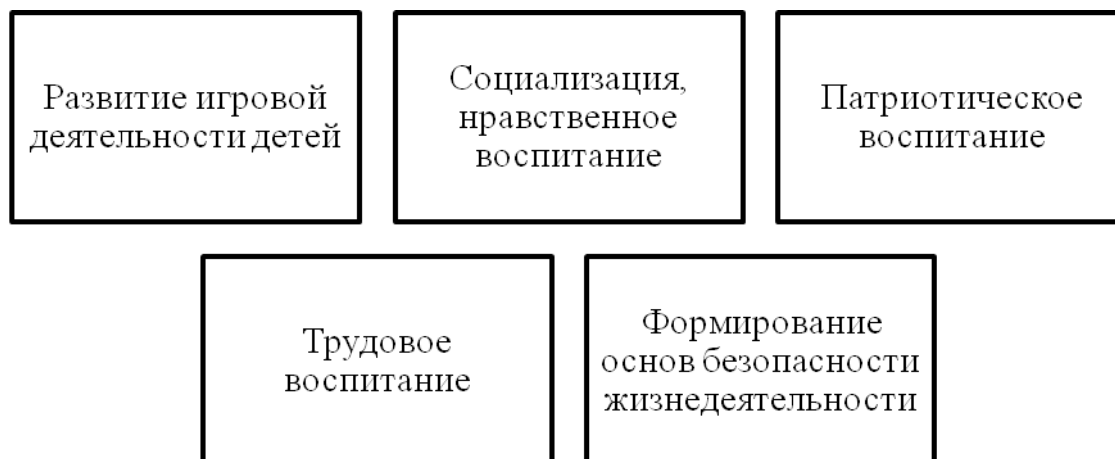 Развитие игровой
деятельности детей
Социализация,
нравственное
воспитание
Патриотическое
воспитание
Трудовое
воспитание
Формирование
основ безопасности
жизнедеятельности